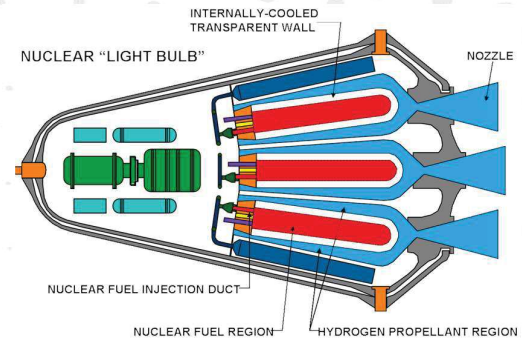 INTERNALLY-COOLED
TRANSPARENT WALL
NUCLEAR “LIGHT BULB”
NOZZLE
NUCLEAR FUEL INJECTION DUCT
NUCLEAR FUEL REGION
HYDROGEN PROPELLANT REGION